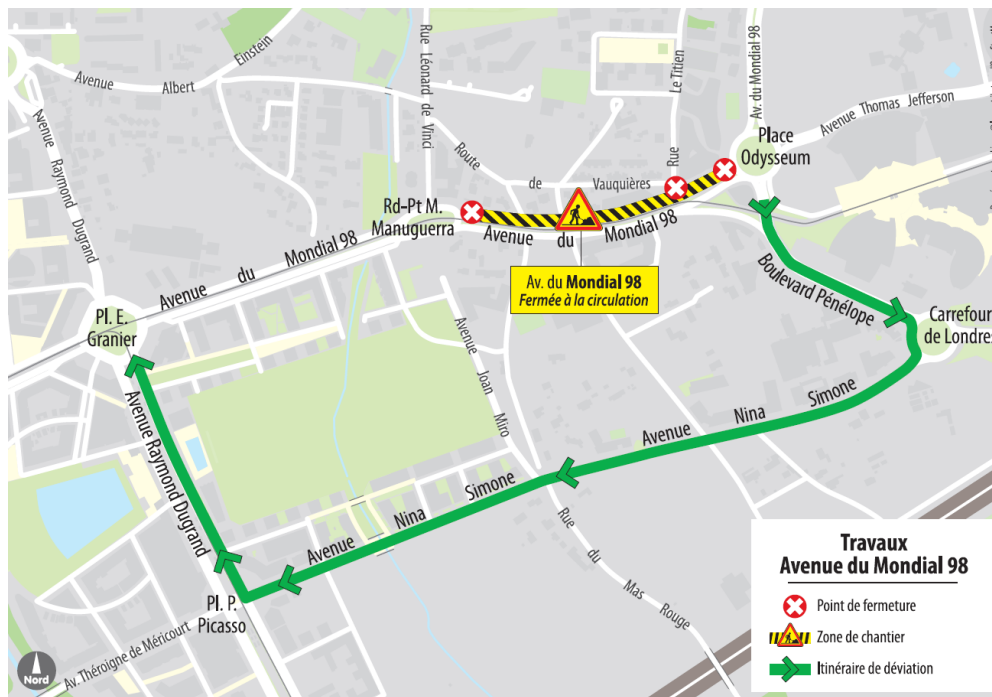 Avenue Albert Einstein
Avenue Raymond Dugrand
Rue Léonard de Vinci
Route de Vauquières
Rue Le Titien
Av. du Mondial 98
Avenue Thomas Jefferson
Place
Odysseum
Rd-Pt M.
Manuguerra
Avenue du Mondial 98
Avenue du Mondial 98
Av. du Mondial 98
Fermée à la circulation
Boulevard Pénélope
Carrefour
de Londres
Pl. E.
Granier
Avenue Joan Miro
Avenue Nina Simone
Avenue Nina Simone
Avenue Raymond Dugrand
Rue du Mas Rouge
Pl. P.
Picasso
Av. Théroigne de Méricourt
Nord
Travaux
Avenue du Mondial 98
Point de fermeture
Zone de chantier
Itinéraire de déviation